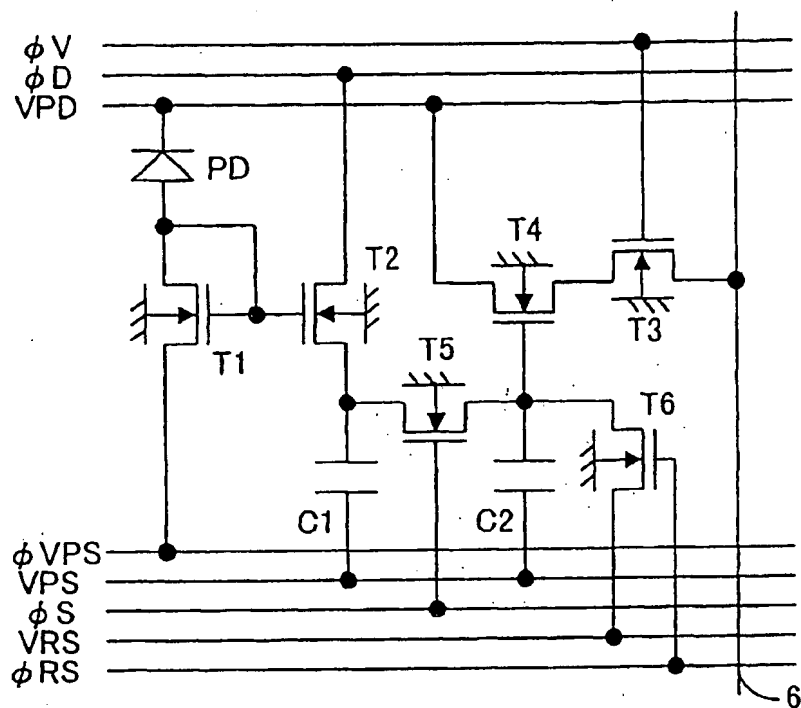 φV
φD
VPD
PD
T4
T2
T3
T1
T5
T6
C1
C2
φVPS
VPS
φS
VRS
φRS
6